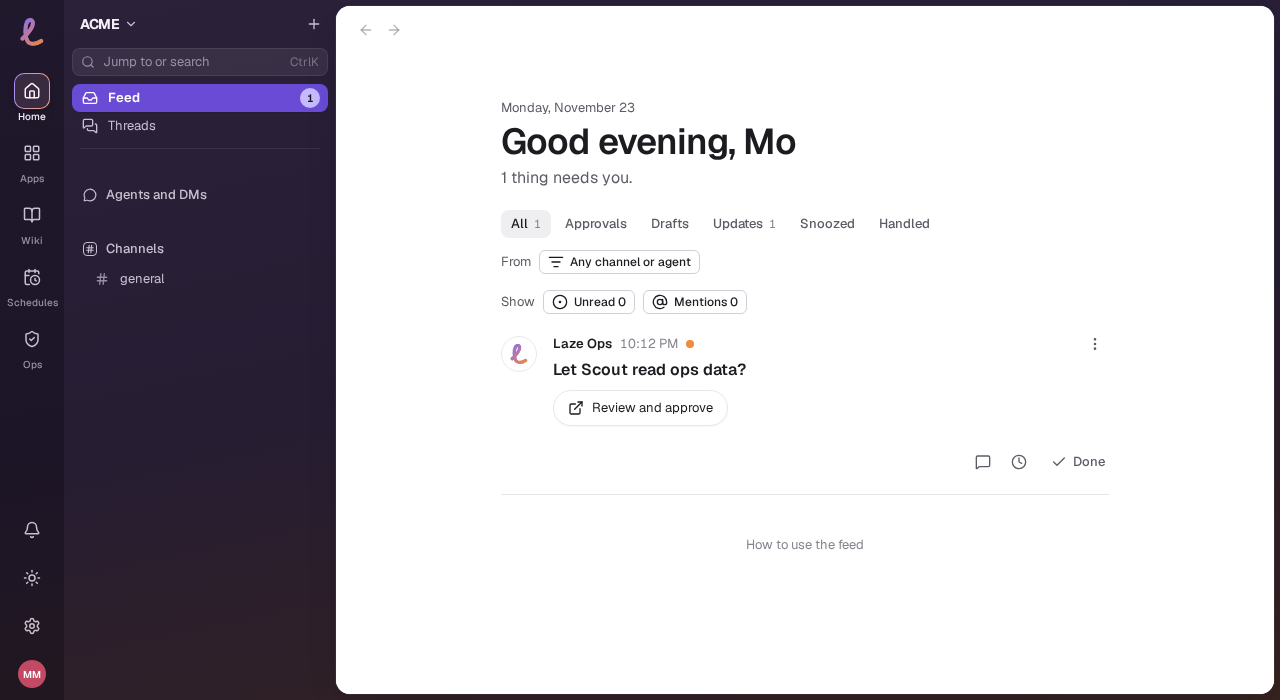 ACME
Jump to or search CtrlK
Feed 1
Threads
Agents and DMs
Channels
general
Home
Apps
Wiki
Schedules
Ops
MM
Monday, November 23
Good evening, Mo
1 thing needs you.
All 1 Approvals Drafts Updates 1 Snoozed Handled
From Any channel or agent
Show Unread 0 Mentions 0
Laze Ops 10:12 PM
Let Scout read ops data?
Review and approve
Done
How to use the feed